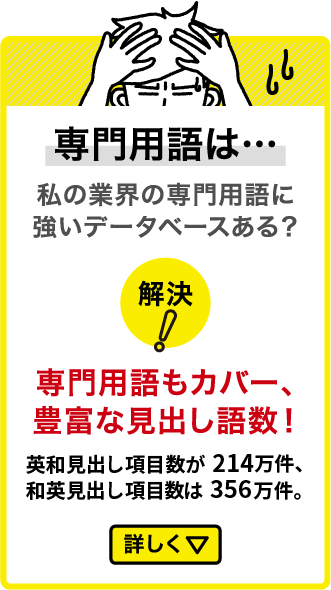 専門用語は…
私の業界の専門用語に
強いデータベースある？
解決
！
専門用語もカバー、
豊富な見出し語数！
英和見出し項目数が 214万件、
和英見出し項目数は 356万件。
詳しく▽